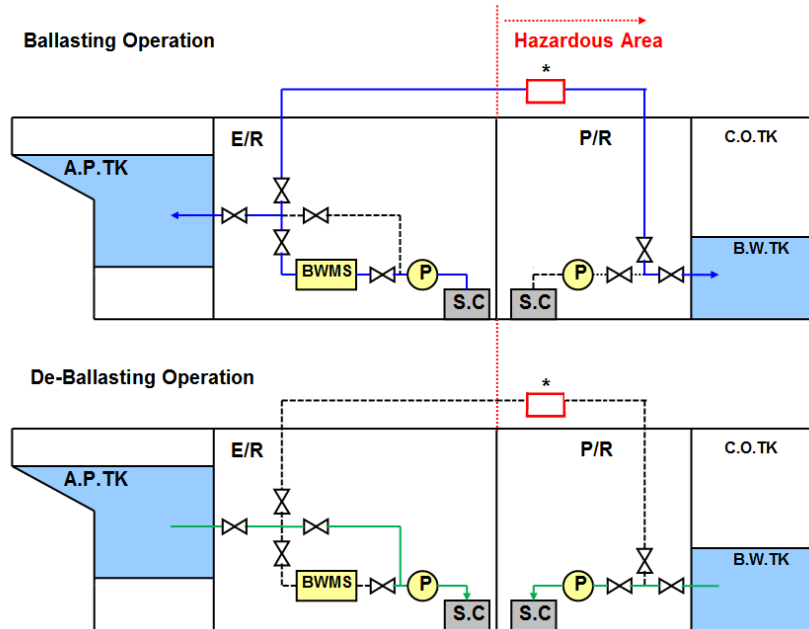 Ballasting Operation
Hazardous Area
*
E/R
P/R
C.O.TK
A.P.TK
B.W.TK
BWMS
P
P
S.C
S.C
De-Ballasting Operation
*
E/R
P/R
C.O.TK
A.P.TK
B.W.TK
BWMS
P
P
S.C
S.C